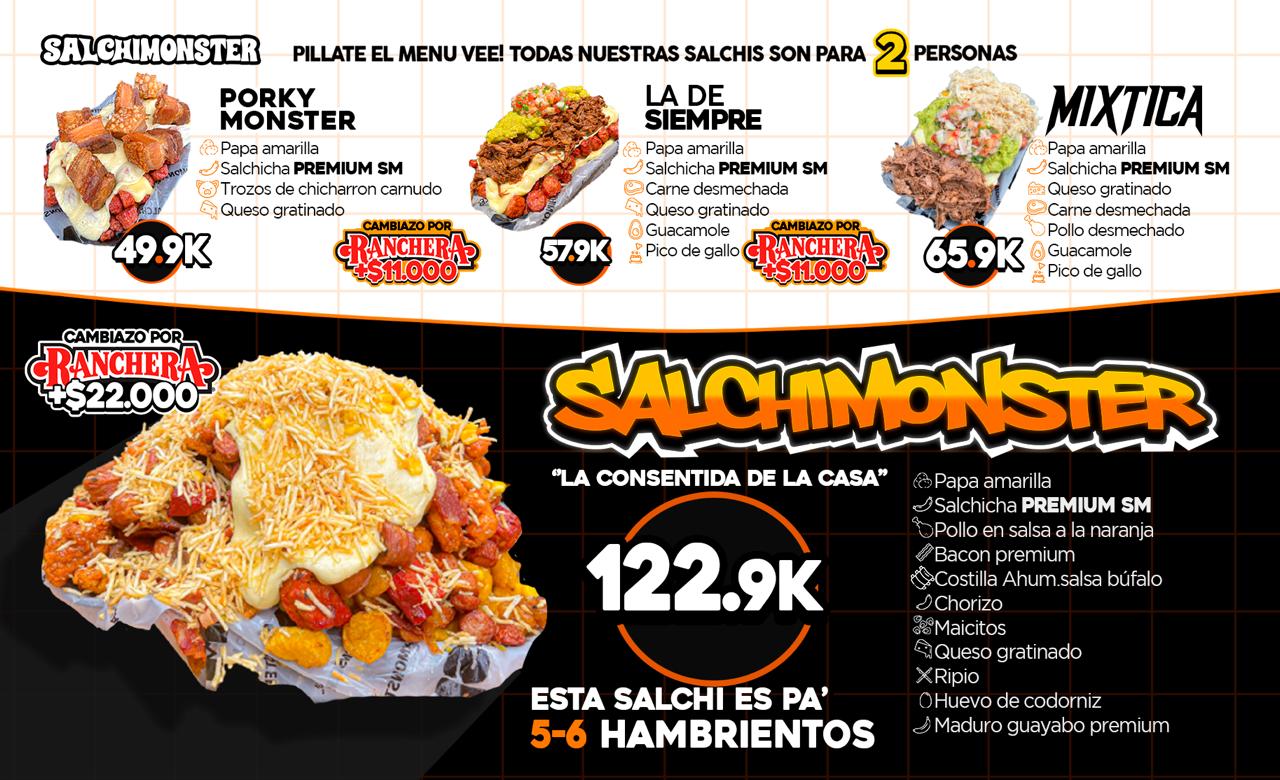 SALCHIMONSTER
PILLATE EL MENU VEE! TODAS NUESTRAS SALCHIS SON PARA 2 PERSONAS
PORKY
MONSTER
Papa amarilla
Salchicha PREMIUM SM
Trozos de chicharron carnudo
Queso gratinado
49.9K
CAMBIAZO POR
RANCHERA
+$11.000
LA DE
SIEMPRE
Papa amarilla
Salchicha PREMIUM SM
Carne desmechada
Queso gratinado
Guacamole
Pico de gallo
57.9K
CAMBIAZO POR
RANCHERA
+$11.000
MIXTICA
Papa amarilla
Salchicha PREMIUM SM
Queso gratinado
Carne desmechada
Pollo desmechado
Guacamole
Pico de gallo
65.9K
CAMBIAZO POR
RANCHERA
+$22.000
SALCHIMONSTER
"LA CONSENTIDA DE LA CASA"
122.9K
ESTA SALCHI ES PA'
5-6 HAMBRIENTOS
Papa amarilla
Salchicha PREMIUM SM
Pollo en salsa a la naranja
Bacon premium
Costilla Ahum.salsa búfalo
Chorizo
Maicitos
Queso gratinado
Ripio
Huevo de codorniz
Maduro guayabo premium